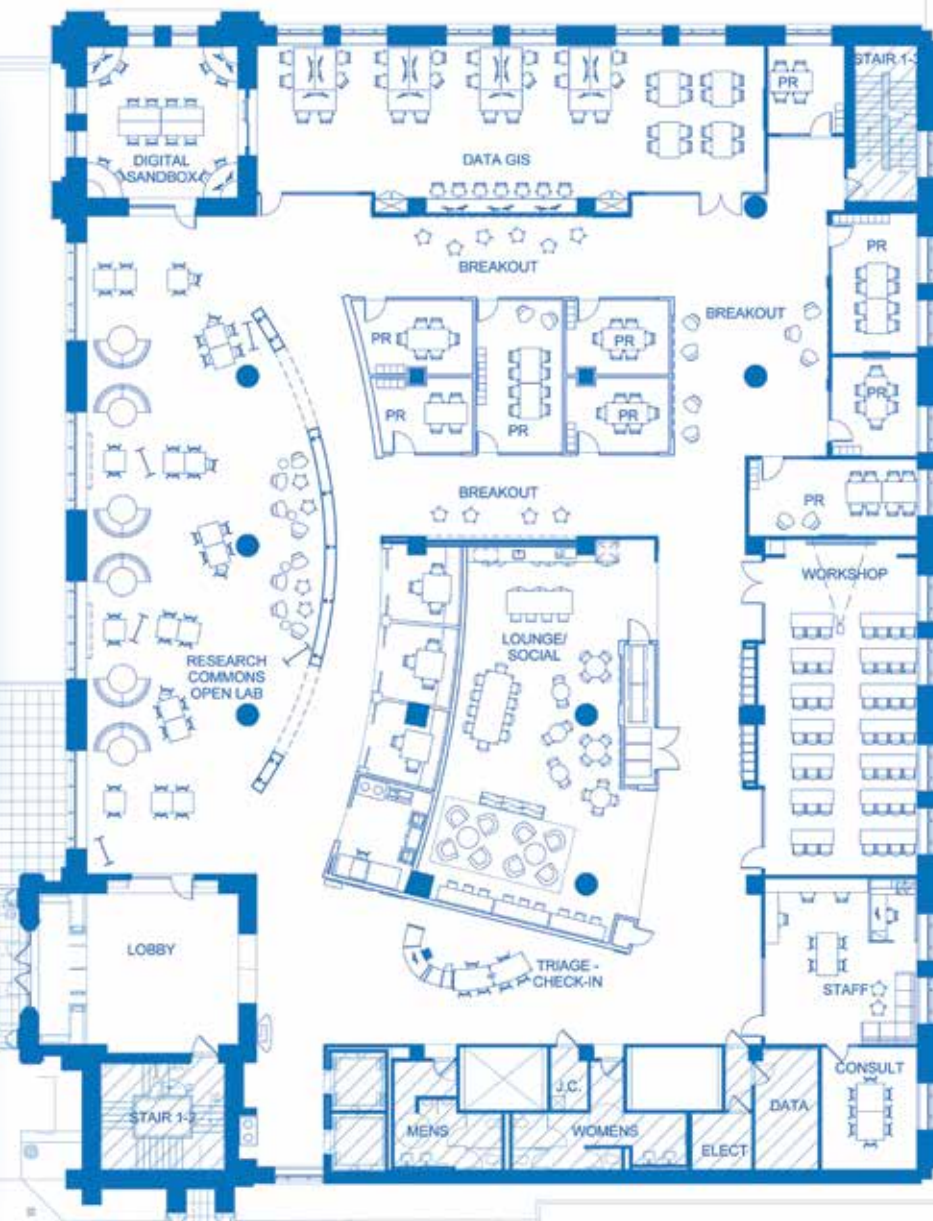 STAIR 1-3
PR
DIGITAL
SANDBOX
DATA GIS
BREAKOUT
PR
BREAKOUT
PR
PR
PR
PR
PR
PR
PR
BREAKOUT
PR
WORKSHOP
LOUNGE/
SOCIAL
RESEARCH
COMMONS
OPEN LAB
LOBBY
TRIAGE -
CHECK-IN
STAFF
CONSULT
J.C.
DATA
STAIR 1-2
MENS
WOMENS
ELECT